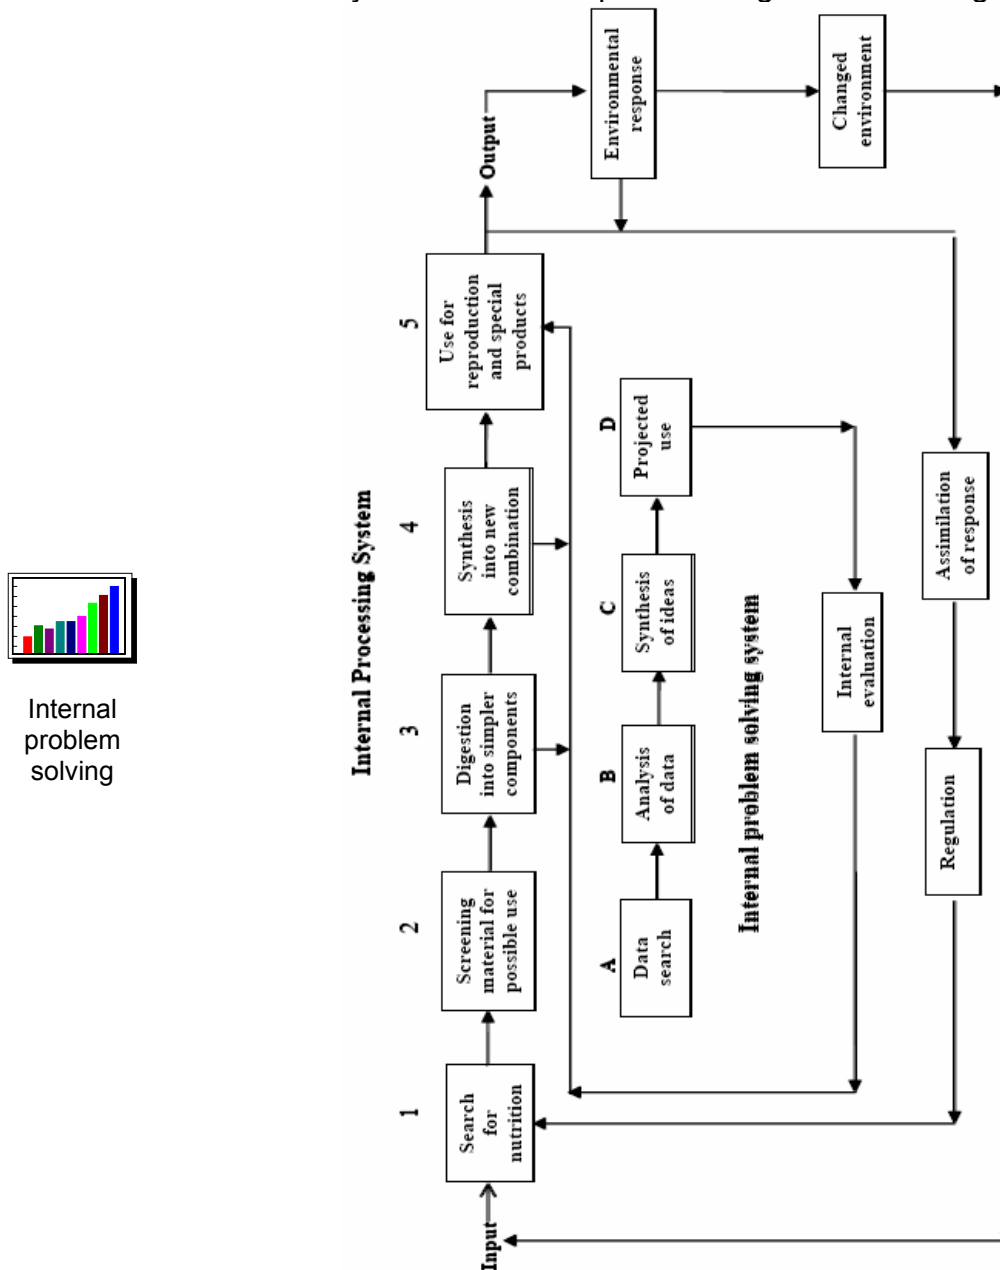 Internal
problem
solving
Internal Processing System
1
Search
for
nutrition
2
Screening
material for
possible use
3
Digestion
into simpler
components
4
Synthesis
into new
combination
5
Use for
reproduction
and special
products
Input
Output
Environmental
response
Changed
environment
A
Data
search
B
Analysis
of data
C
Synthesis
of ideas
D
Projected
use
Internal problem solving system
Internal
evaluation
Assimilation
of response
Regulation